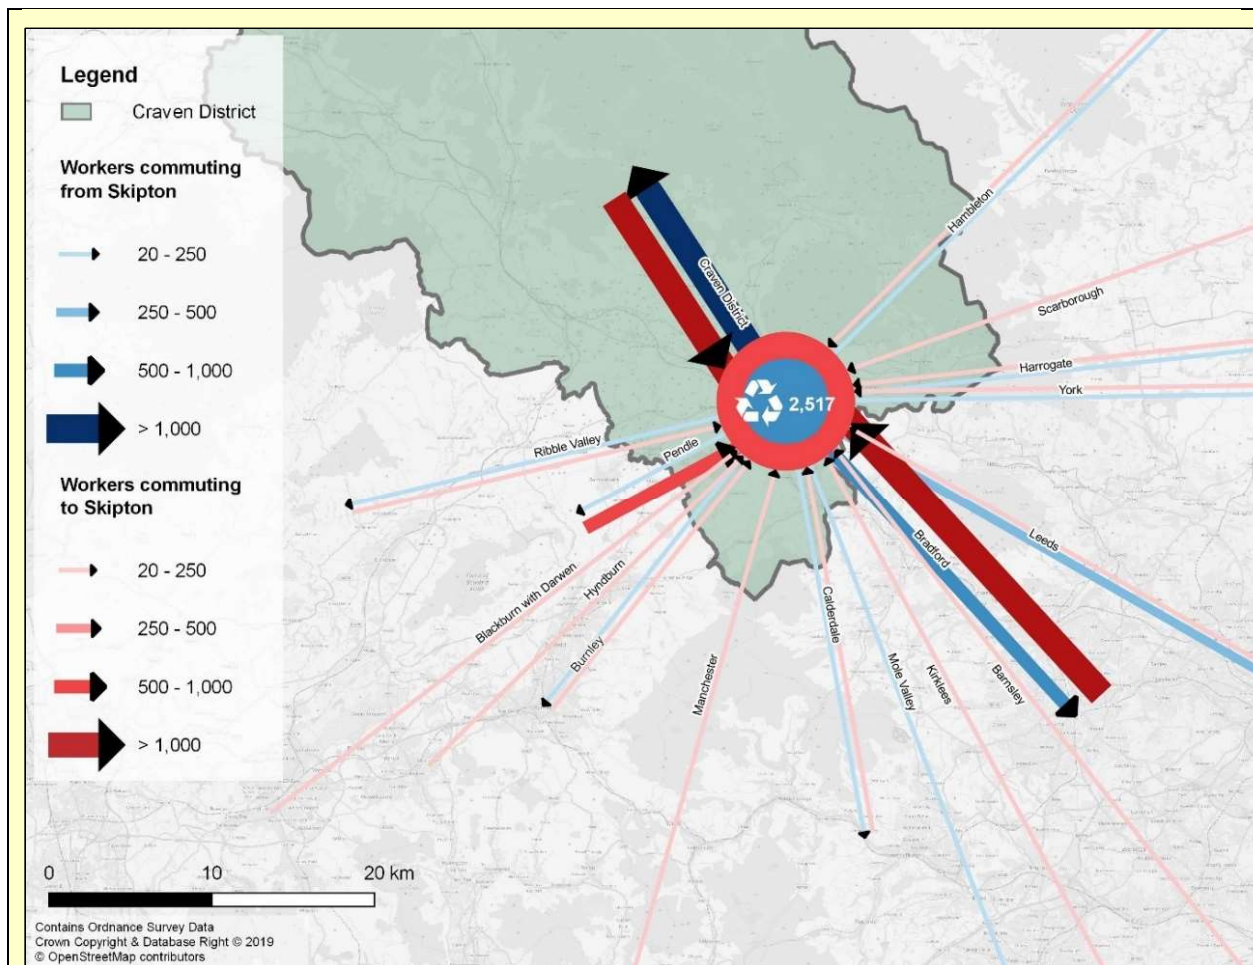 Legend
Craven District
Workers commuting
from Skipton
20 - 250
250 - 500
500 - 1,000
> 1,000
Workers commuting
to Skipton
20 - 250
250 - 500
500 - 1,000
> 1,000
Craven District
2,517
Hambleton
Scarborough
Harrogate
York
Ribble Valley
Pendle
Blackburn with Darwen
Hyndburn
Burnley
Manchester
Calderdale
Mole Valley
Kirklees
Barnsley
Bradford
Leeds
0 10 20 km
Contains Ordnance Survey Data
Crown Copyright & Database Right © 2019
© OpenStreetMap contributors